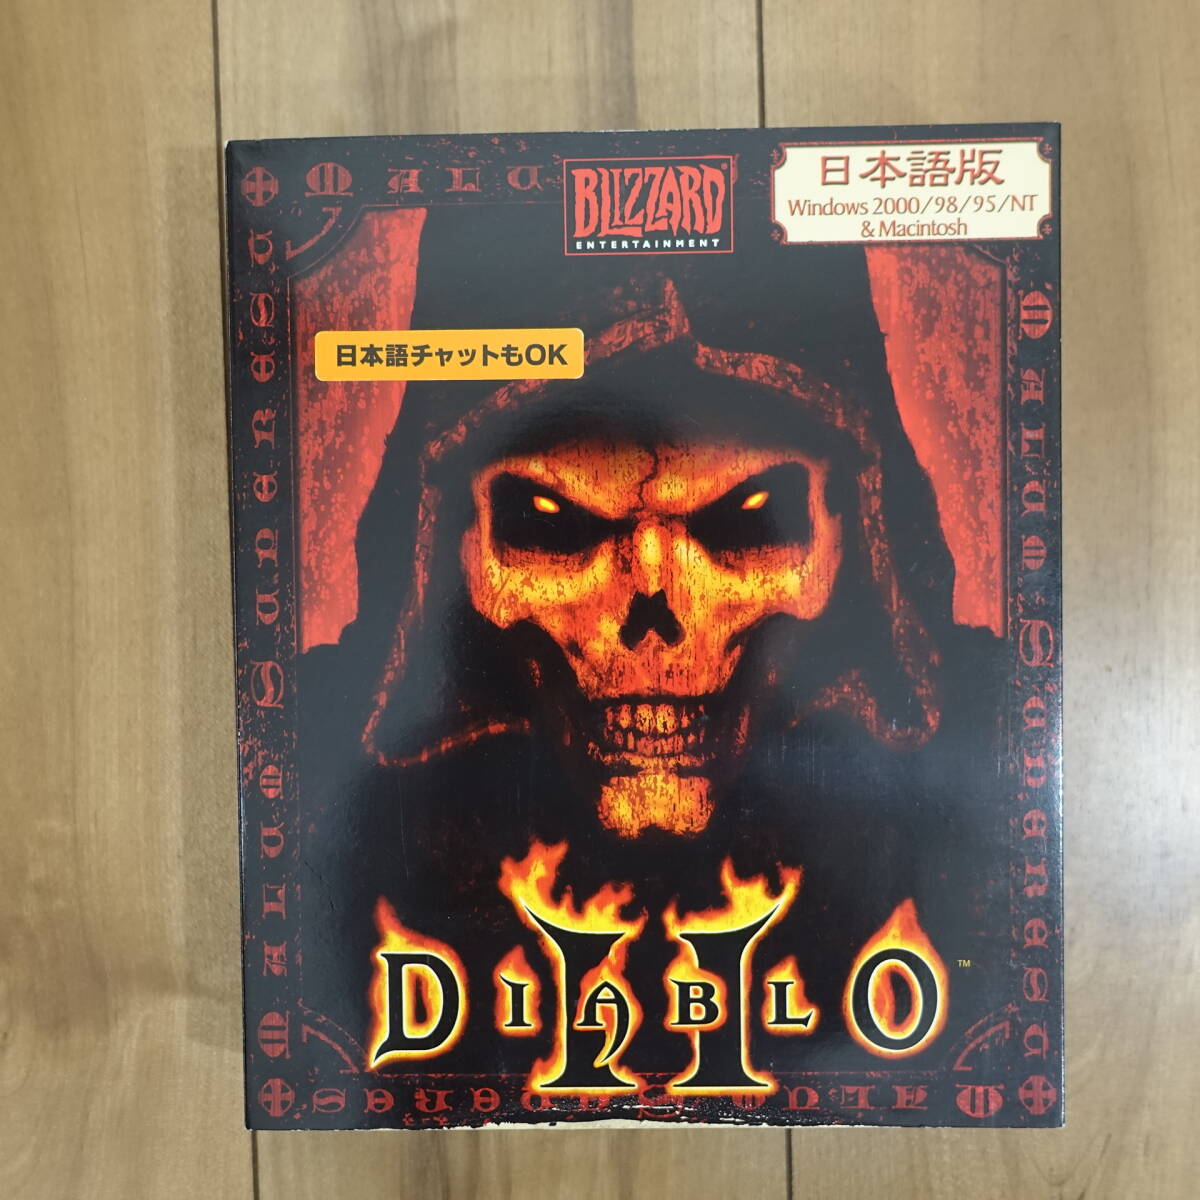 BLIZZARD
ENTERTAINMENT
日本語版
Windows 2000/98/95/NT
& Macintosh
日本語チャットもOK
DIABLO
II
™